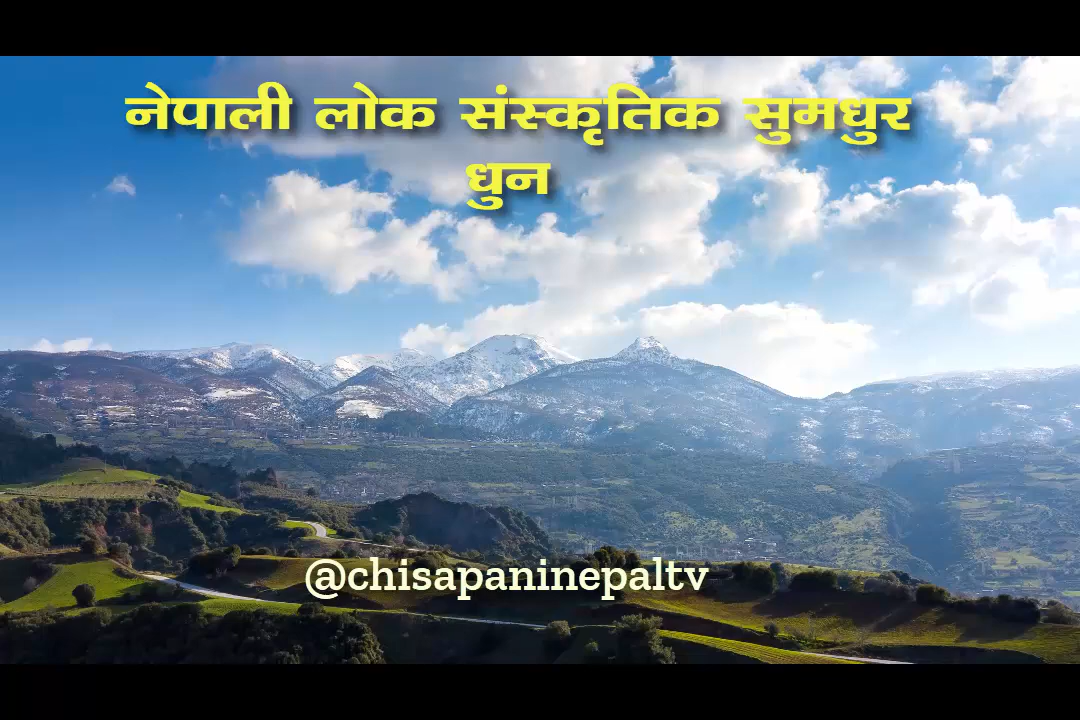 नेपाली लोक संस्कृतिक सुमधुर
धुन
@chisapaninepaltv